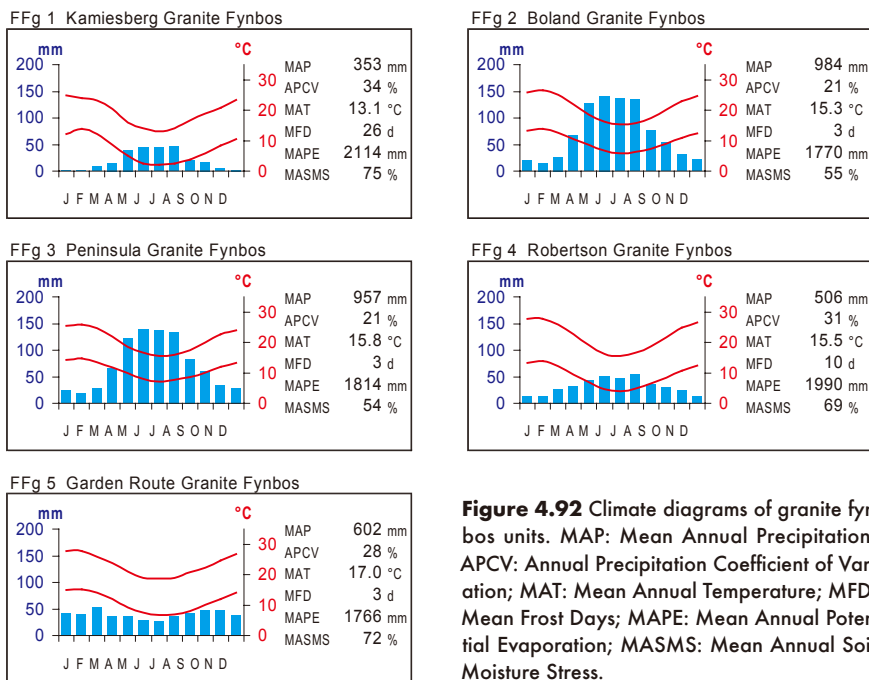 FFg 1 Kamiesberg Granite Fynbos
mm °C
200
150
100
50
0
30
20
10
0
J F M A M J J A S O N D
MAP 353 mm
APCV 34 %
MAT 13.1 °C
MFD 26 d
MAPE 2114 mm
MASMS 75 %
FFg 2 Boland Granite Fynbos
mm °C
200
150
100
50
0
30
20
10
0
J F M A M J J A S O N D
MAP 984 mm
APCV 21 %
MAT 15.3 °C
MFD 3 d
MAPE 1770 mm
MASMS 55 %
FFg 3 Peninsula Granite Fynbos
mm °C
200
150
100
50
0
30
20
10
0
J F M A M J J A S O N D
MAP 957 mm
APCV 21 %
MAT 15.8 °C
MFD 3 d
MAPE 1814 mm
MASMS 54 %
FFg 4 Robertson Granite Fynbos
mm °C
200
150
100
50
0
30
20
10
0
J F M A M J J A S O N D
MAP 506 mm
APCV 31 %
MAT 15.5 °C
MFD 10 d
MAPE 1990 mm
MASMS 69 %
FFg 5 Garden Route Granite Fynbos
mm °C
200
150
100
50
0
30
20
10
0
J F M A M J J A S O N D
MAP 602 mm
APCV 28 %
MAT 17.0 °C
MFD 3 d
MAPE 1766 mm
MASMS 72 %
Figure 4.92 Climate diagrams of granite fyn
bos units. MAP: Mean Annual Precipitation
APCV: Annual Precipitation Coefficient of Var
ation; MAT: Mean Annual Temperature; MFD
Mean Frost Days; MAPE: Mean Annual Poten
tial Evaporation; MASMS: Mean Annual Soi
Moisture Stress.